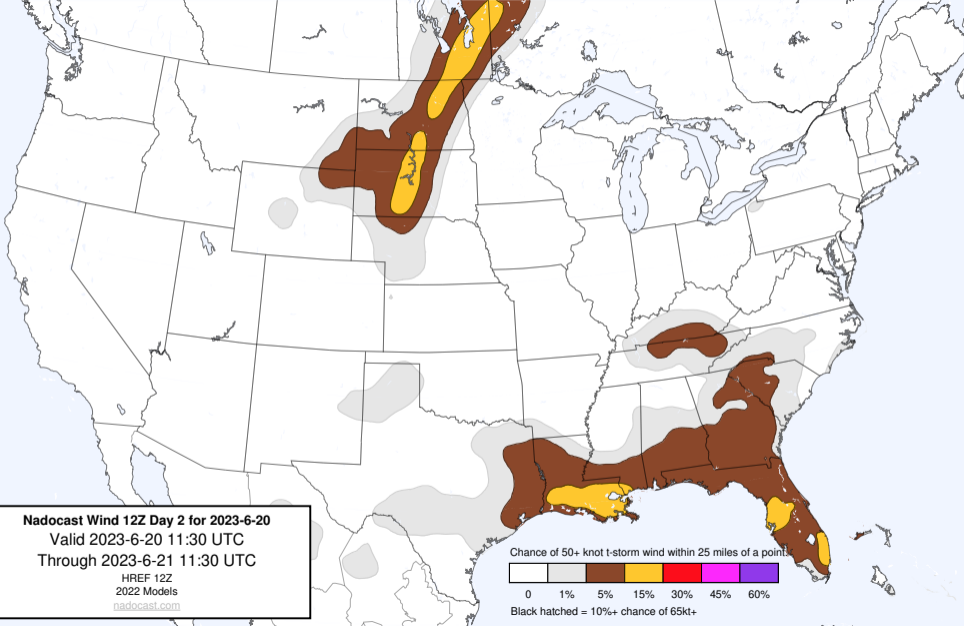 Nadocast Wind 12Z Day 2 for 2023-6-20
Valid 2023-6-20 11:30 UTC
Through 2023-6-21 11:30 UTC
HREF 12Z
2022 Models
nadocast.com
Chance of 50+ knot t-storm wind within 25 miles of a point.
0 1% 5% 15% 30% 45% 60%
Black hatched = 10%+ chance of 65kt+